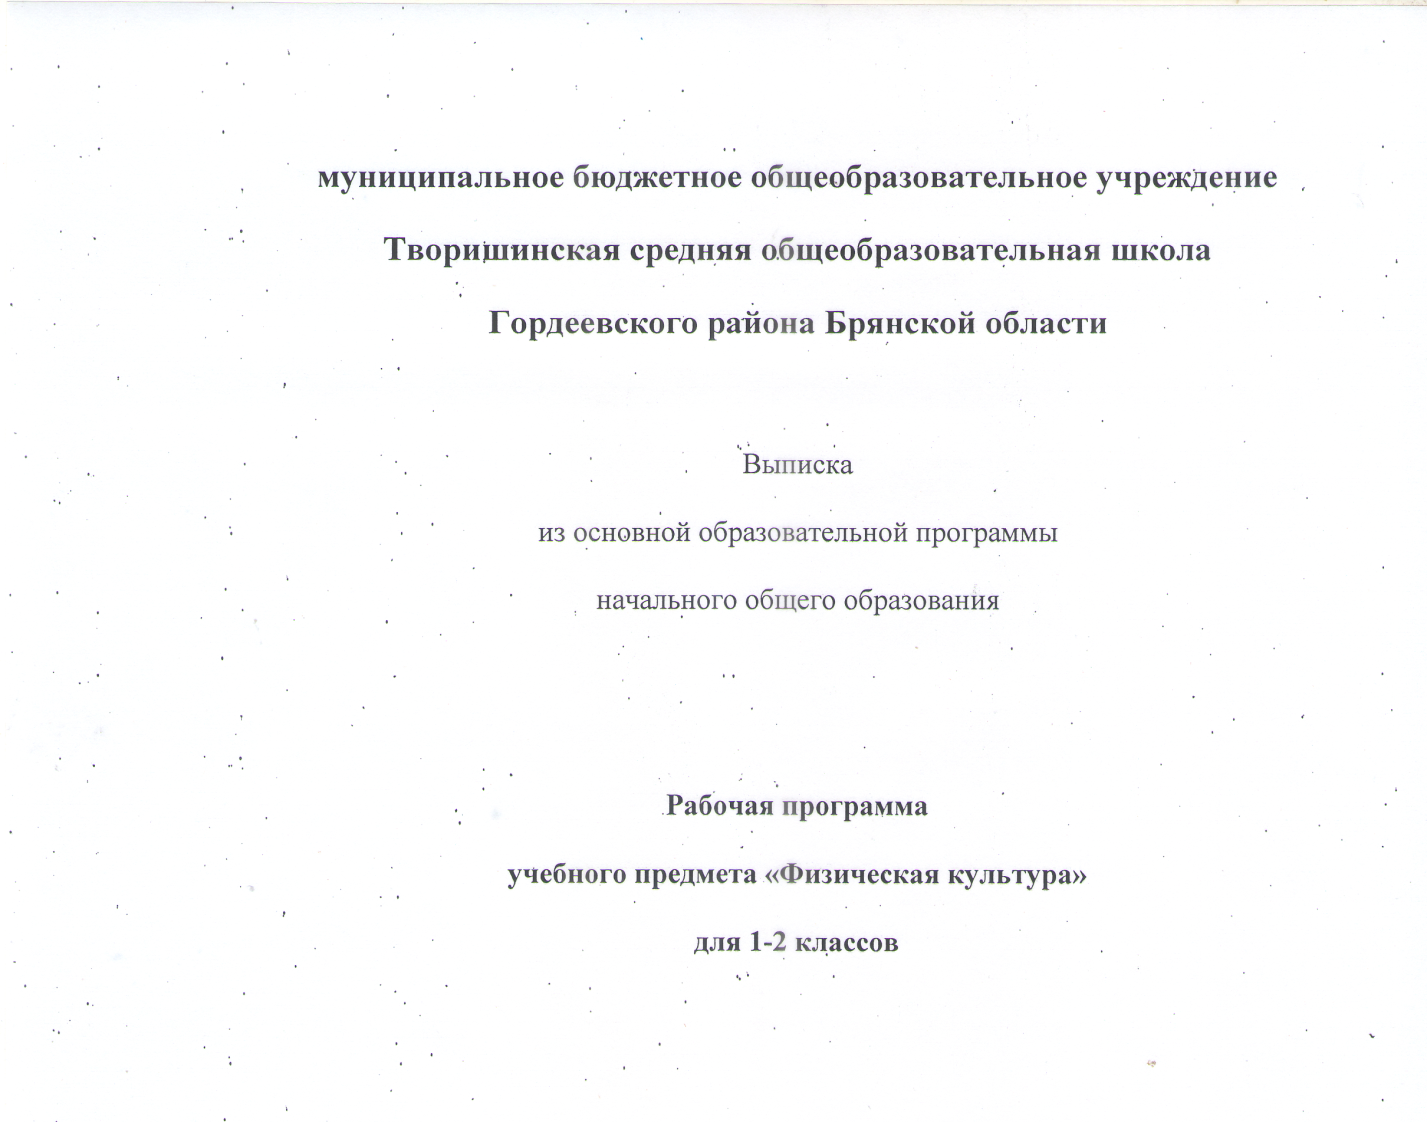 муниципальное бюджетное общеобразовательное учреждение
Творишинская средняя общеобразовательная школа
Гордеевского района Брянской области
Выписка
из основной образовательной программы
начального общего образования
Рабочая программа
учебного предмета «Физическая культура»
для 1-2 классов